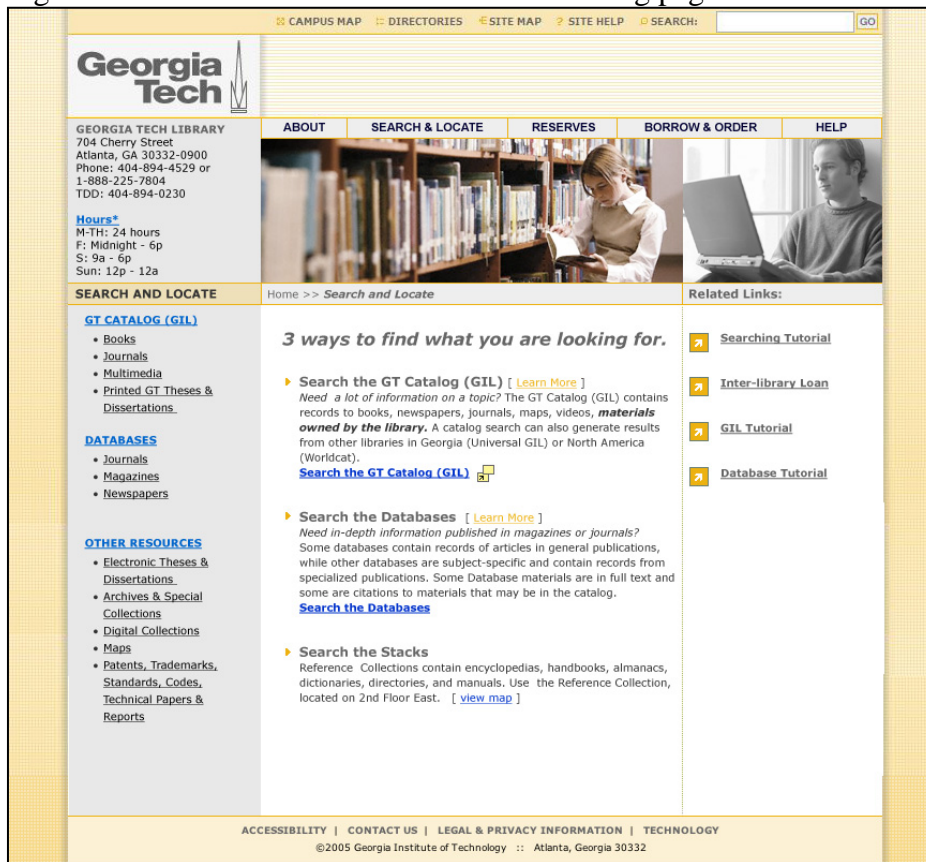 CAMPUS MAP DIRECTORIES SITE MAP ? SITE HELP SEARCH: GO
Georgia
Tech
GEORGIA TECH LIBRARY
704 Cherry Street
Atlanta, GA 30332-0900
Phone: 404-894-4529 or
1-888-225-7804
TDD: 404-894-0230
Hours*
M-TH: 24 hours
F: Midnight - 6p
S: 9a - 6p
Sun: 12p - 12a
ABOUT SEARCH & LOCATE RESERVES BORROW & ORDER HELP
SEARCH AND LOCATE
GT CATALOG (GIL)
• Books
• Journals
• Multimedia
• Printed GT Theses &
Dissertations
DATABASES
• Journals
• Magazines
• Newspapers
OTHER RESOURCES
• Electronic Theses &
Dissertations
• Archives & Special
Collections
• Digital Collections
• Maps
• Patents, Trademarks,
Standards, Codes,
Technical Papers &
Reports
Home >> Search and Locate
3 ways to find what you are looking for.
Search the GT Catalog (GIL) [ Learn More ]
Need a lot of information on a topic? The GT Catalog (GIL) contains
records to books, newspapers, journals, maps, videos, materials
owned by the library. A catalog search can also generate results
from other libraries in Georgia (Universal GIL) or North America
(Worldcat).
Search the GT Catalog (GIL)
Search the Databases [ Learn More ]
Need in-depth information published in magazines or journals?
Some databases contain records of articles in general publications,
while other databases are subject-specific and contain records from
specialized publications. Some Database materials are in full text and
some are citations to materials that may be in the catalog.
Search the Databases
Search the Stacks
Reference Collections contain encyclopedias, handbooks, almanacs,
dictionaries, directories, and manuals. Use the Reference Collection,
located on 2nd Floor East. [ view map ]
Related Links:
Searching Tutorial
Inter-library Loan
GIL Tutorial
Database Tutorial
ACCESSIBILITY | CONTACT US | LEGAL & PRIVACY INFORMATION | TECHNOLOGY
©2005 Georgia Institute of Technology :: Atlanta, Georgia 30332